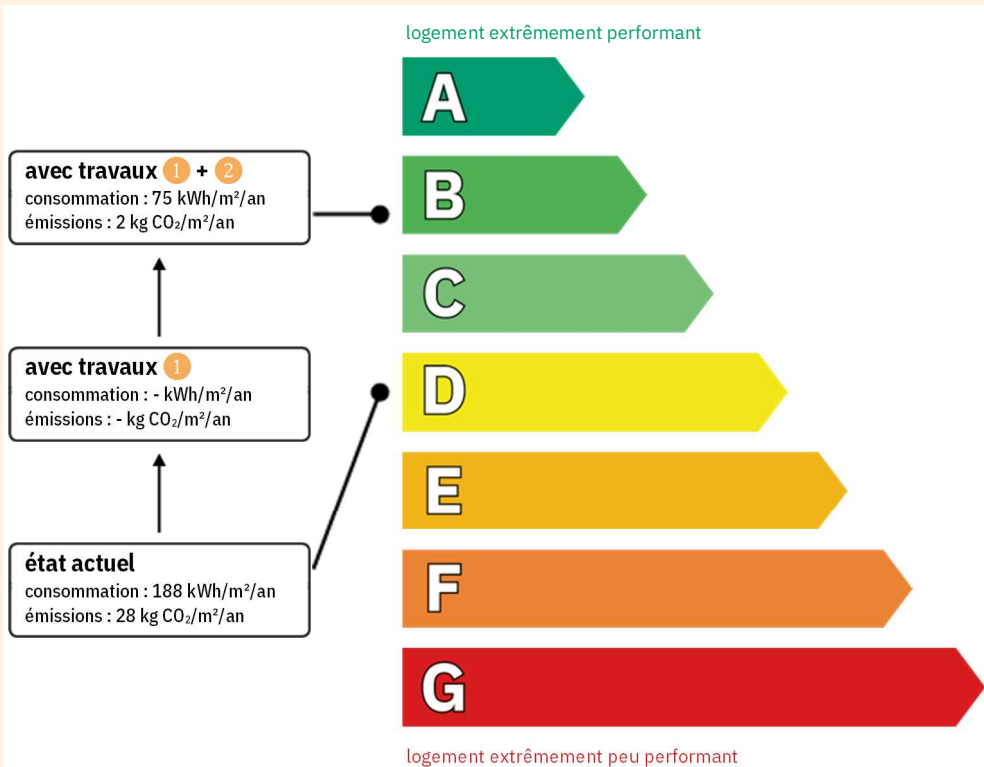 logement extrêmement performant
A
avec travaux 1 + 2
consommation : 75 kWh/m²/an
émissions : 2 kg CO₂/m²/an
B
C
avec travaux 1
consommation : - kWh/m²/an
émissions : - kg CO₂/m²/an
D
E
état actuel
consommation : 188 kWh/m²/an
émissions : 28 kg CO₂/m²/an
F
G
logement extrêmement peu performant